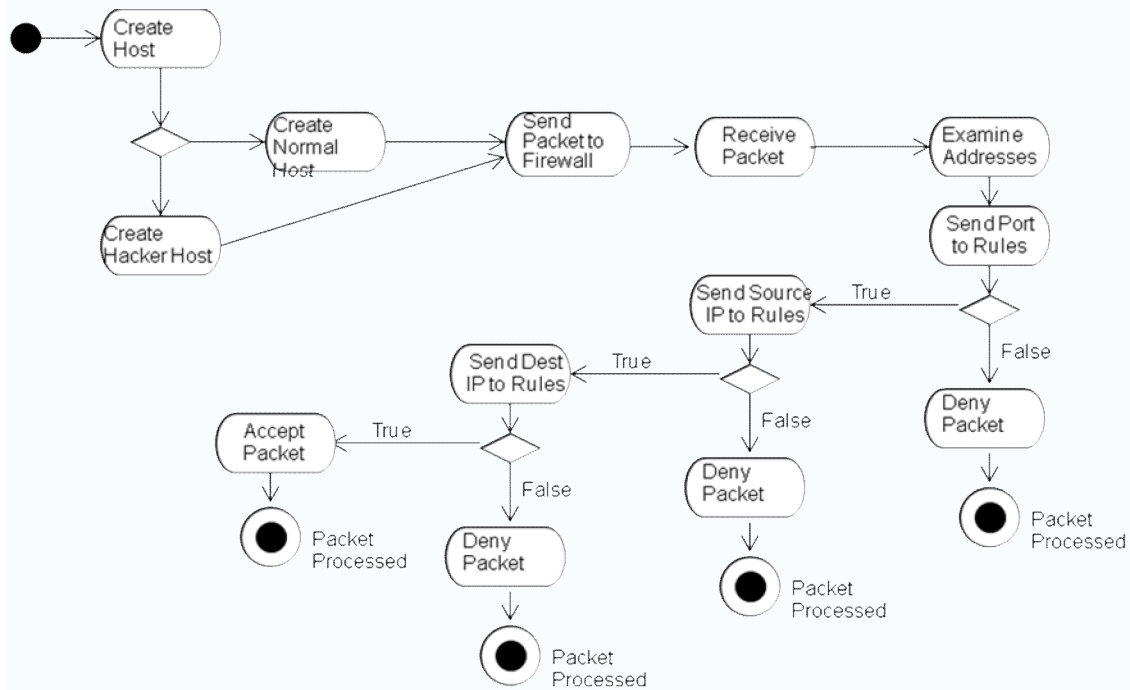 Create
Host
Create
Normal
Host
Send
Packet to
Firewall
Receive
Packet
Examine
Addresses
Create
Hacker Host
Send Port
to Rules
Send Source
IP to Rules
True
False
Send Dest
IP to Rules
True
False
Deny
Packet
Accept
Packet
True
False
Deny
Packet
Packet
Processed
Packet
Processed
Deny
Packet
Packet
Processed
Packet
Processed